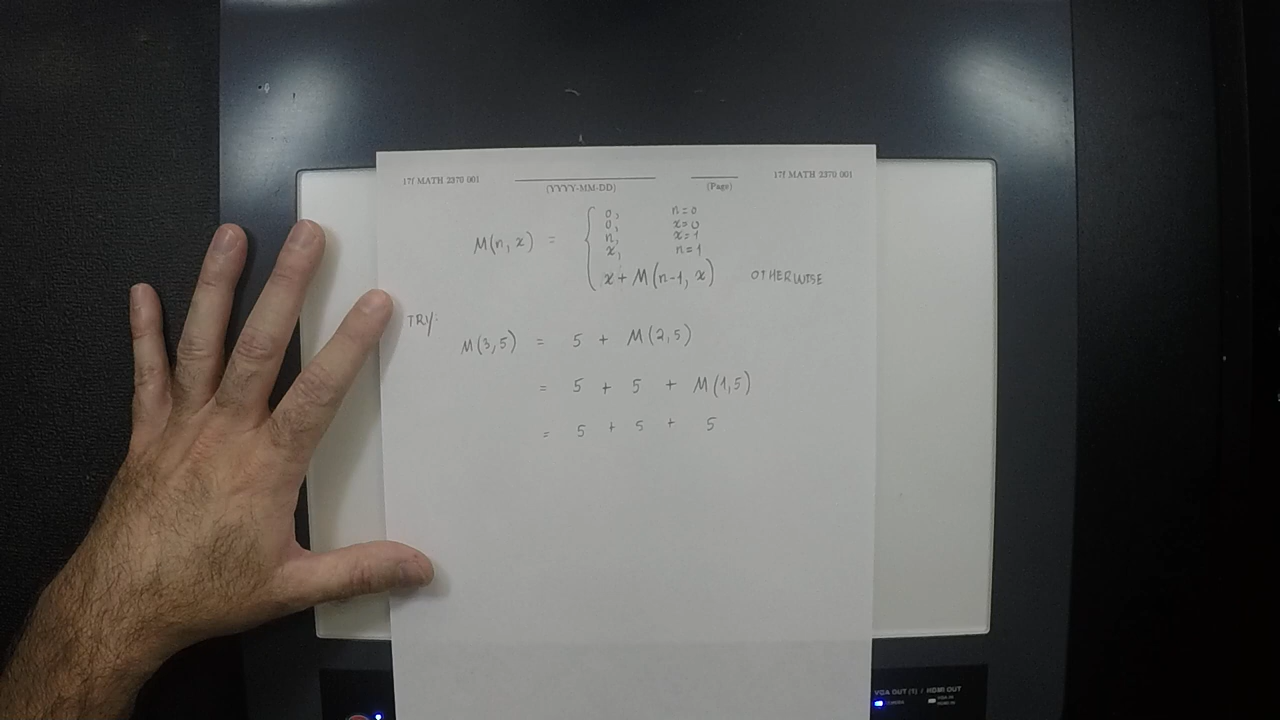 17f MATH 2370 001
(YYYY-MM-DD)
(Page)
17f MATH 2370 001
M(n, x) = { 0, n=0
0, x=0
n, x=1
x, n=1
x + M(n-1, x) OTHERWISE
TRY:
M(3,5) = 5 + M(2,5)
= 5 + 5 + M(1,5)
= 5 + 5 + 5
VGA OUT (1) / HDMI OUT